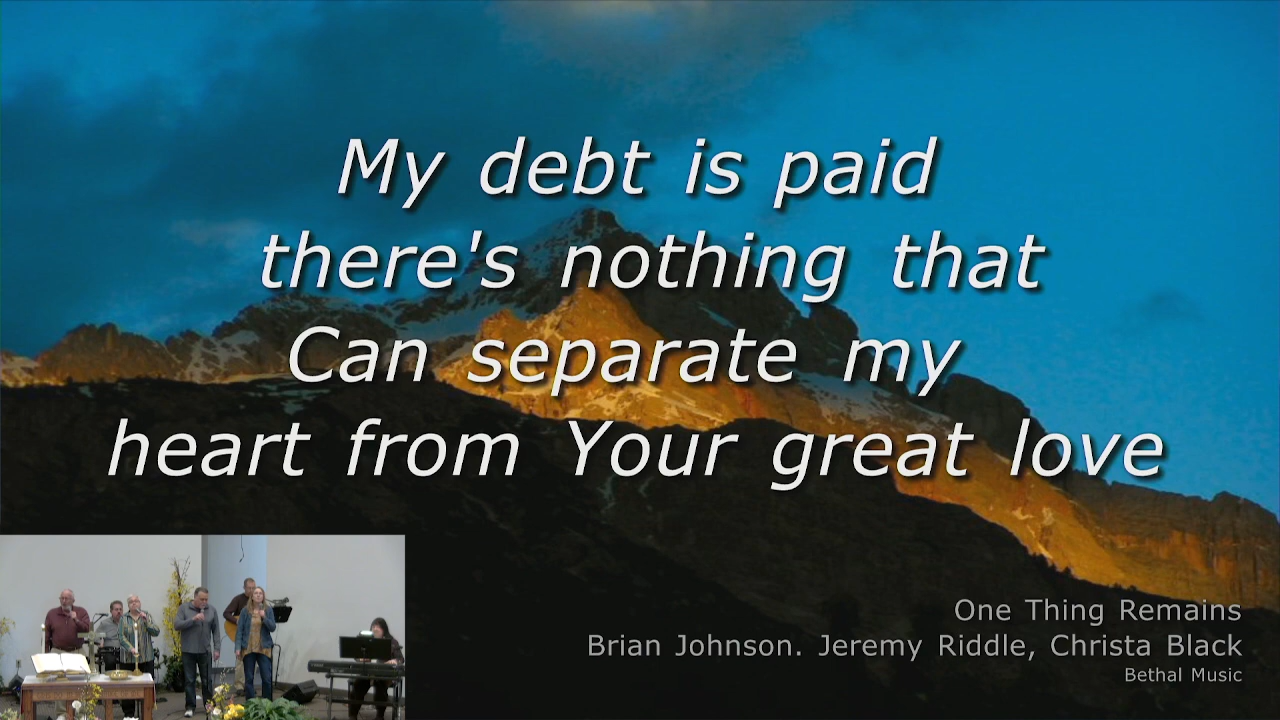 My debt is paid
there's nothing that
Can separate my
heart from Your great love
One Thing Remains
Brian Johnson. Jeremy Riddle, Christa Black
Bethal Music